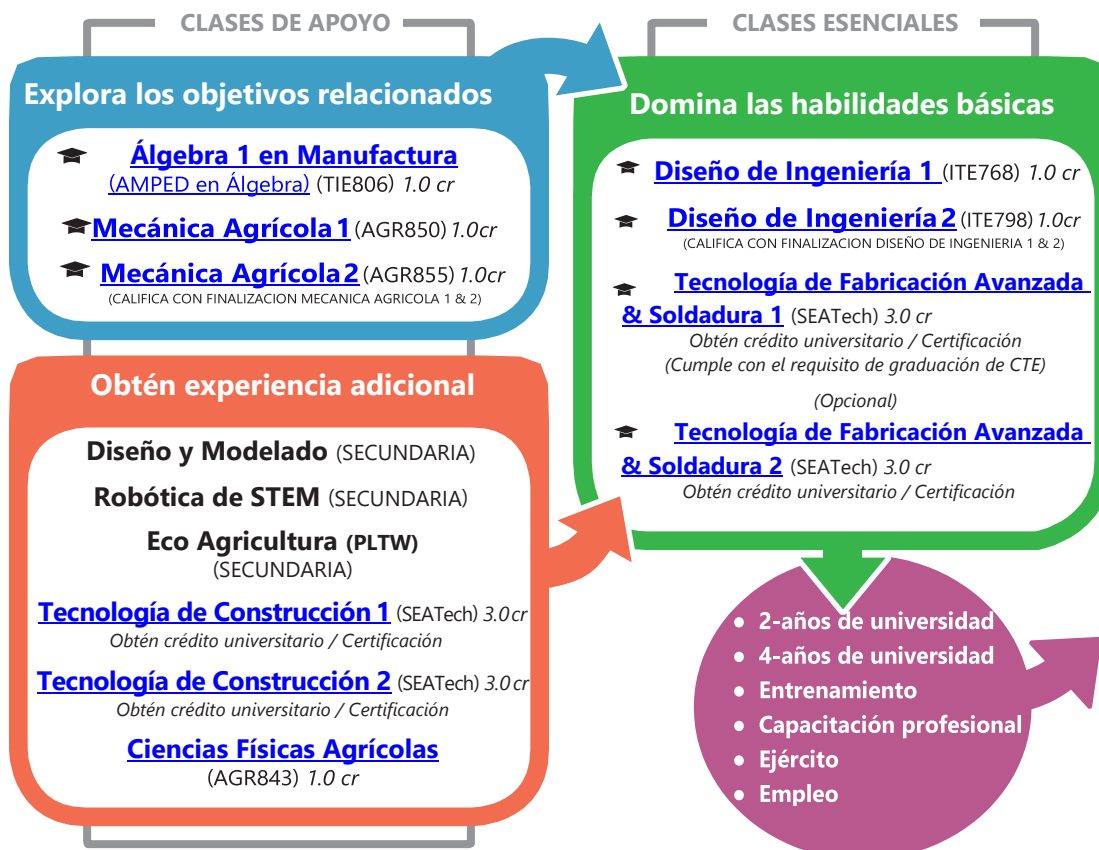 CLASES DE APOYO
Explora los objetivos relacionados
Álgebra 1 en Manufactura
(AMPED en Álgebra) (TIE806) 1.0 cr
Mecánica Agrícola 1 (AGR850) 1.0cr
Mecánica Agrícola 2 (AGR855) 1.0cr
(CALIFICA CON FINALIZACION MECANICA AGRICOLA 1 & 2)
Obtén experiencia adicional
Diseño y Modelado (SECUNDARIA)
Robótica de STEM (SECUNDARIA)
Eco Agricultura (PLTW)
(SECUNDARIA)
Tecnología de Construcción 1 (SEATech) 3.0 cr
Obtén crédito universitario / Certificación
Tecnología de Construcción 2 (SEATech) 3.0 cr
Obtén crédito universitario / Certificación
Ciencias Físicas Agrícolas
(AGR843) 1.0 cr
CLASES ESENCIALES
Domina las habilidades básicas
Diseño de Ingeniería 1 (ITE768) 1.0 cr
Diseño de Ingeniería 2 (ITE798) 1.0cr
(CALIFICA CON FINALIZACION DISEÑO DE INGENIERIA 1 & 2)
Tecnología de Fabricación Avanzada
& Soldadura 1 (SEATech) 3.0 cr
Obtén crédito universitario / Certificación
(Cumple con el requisito de graduación de CTE)
(Opcional)
Tecnología de Fabricación Avanzada
& Soldadura 2 (SEATech) 3.0 cr
Obtén crédito universitario / Certificación
• 2-años de universidad
• 4-años de universidad
• Entrenamiento
• Capacitación profesional
• Ejército
• Empleo